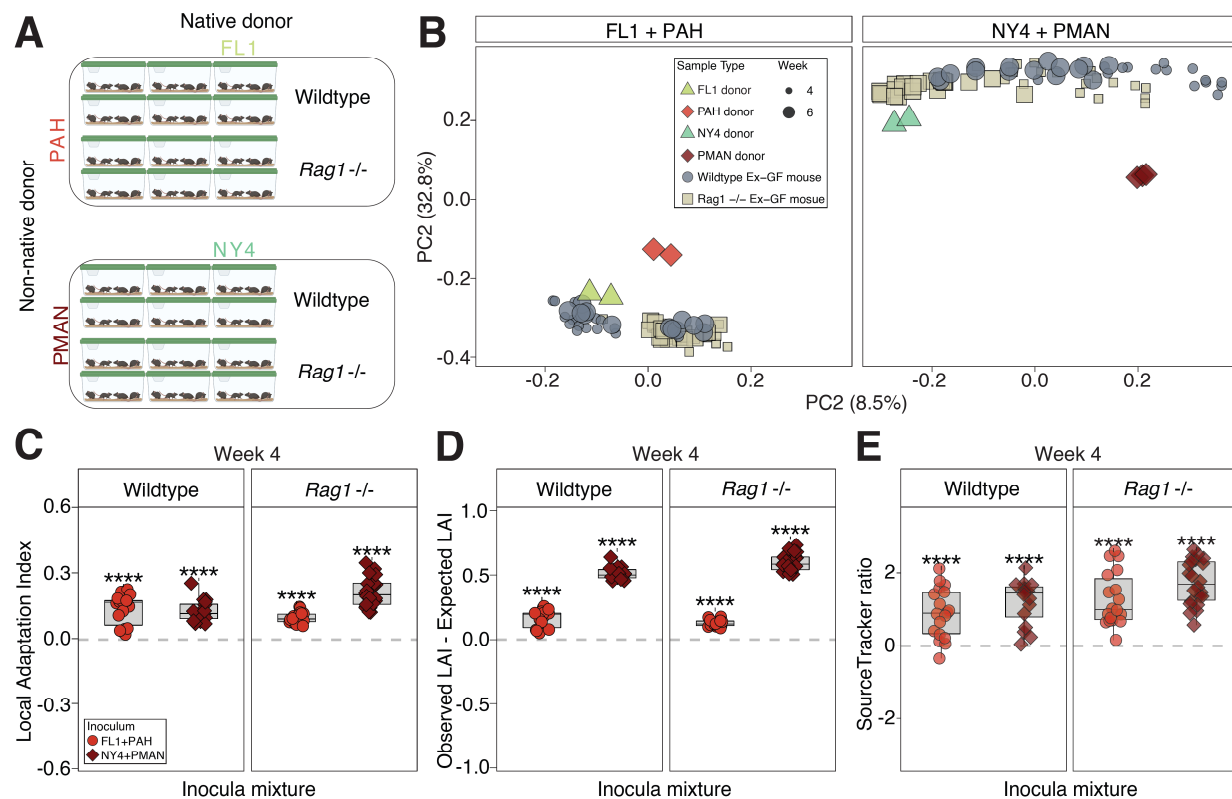 A
Native donor
FL1
Wildtype
Rag1 -/-
PAH
Non-native donor
NY4
Wildtype
Rag1 -/-
PMAN
B
FL1 + PAH
NY4 + PMAN
Sample Type
Week
FL1 donor
4
PAH donor
6
NY4 donor
PMAN donor
Wildtype Ex-GF mouse
Rag1 -/- Ex-GF mosue
PC2 (32.8%)
0.2
0.0
-0.2
-0.4
-0.2
0.0
0.2
-0.2
0.0
0.2
PC2 (8.5%)
C
Week 4
Wildtype
Rag1 -/-
Local Adaptation Index
0.6
0.3
0.0
-0.3
-0.6
****
****
****
****
Inoculum
FL1+PAH
NY4+PMAN
Inocula mixture
D
Week 4
Wildtype
Rag1 -/-
Observed LAI - Expected LAI
1.0
0.5
0.0
-0.5
-1.0
****
****
****
****
Inocula mixture
E
Week 4
Wildtype
Rag1 -/-
SourceTracker ratio
2
0
-2
****
****
****
****
Inocula mixture